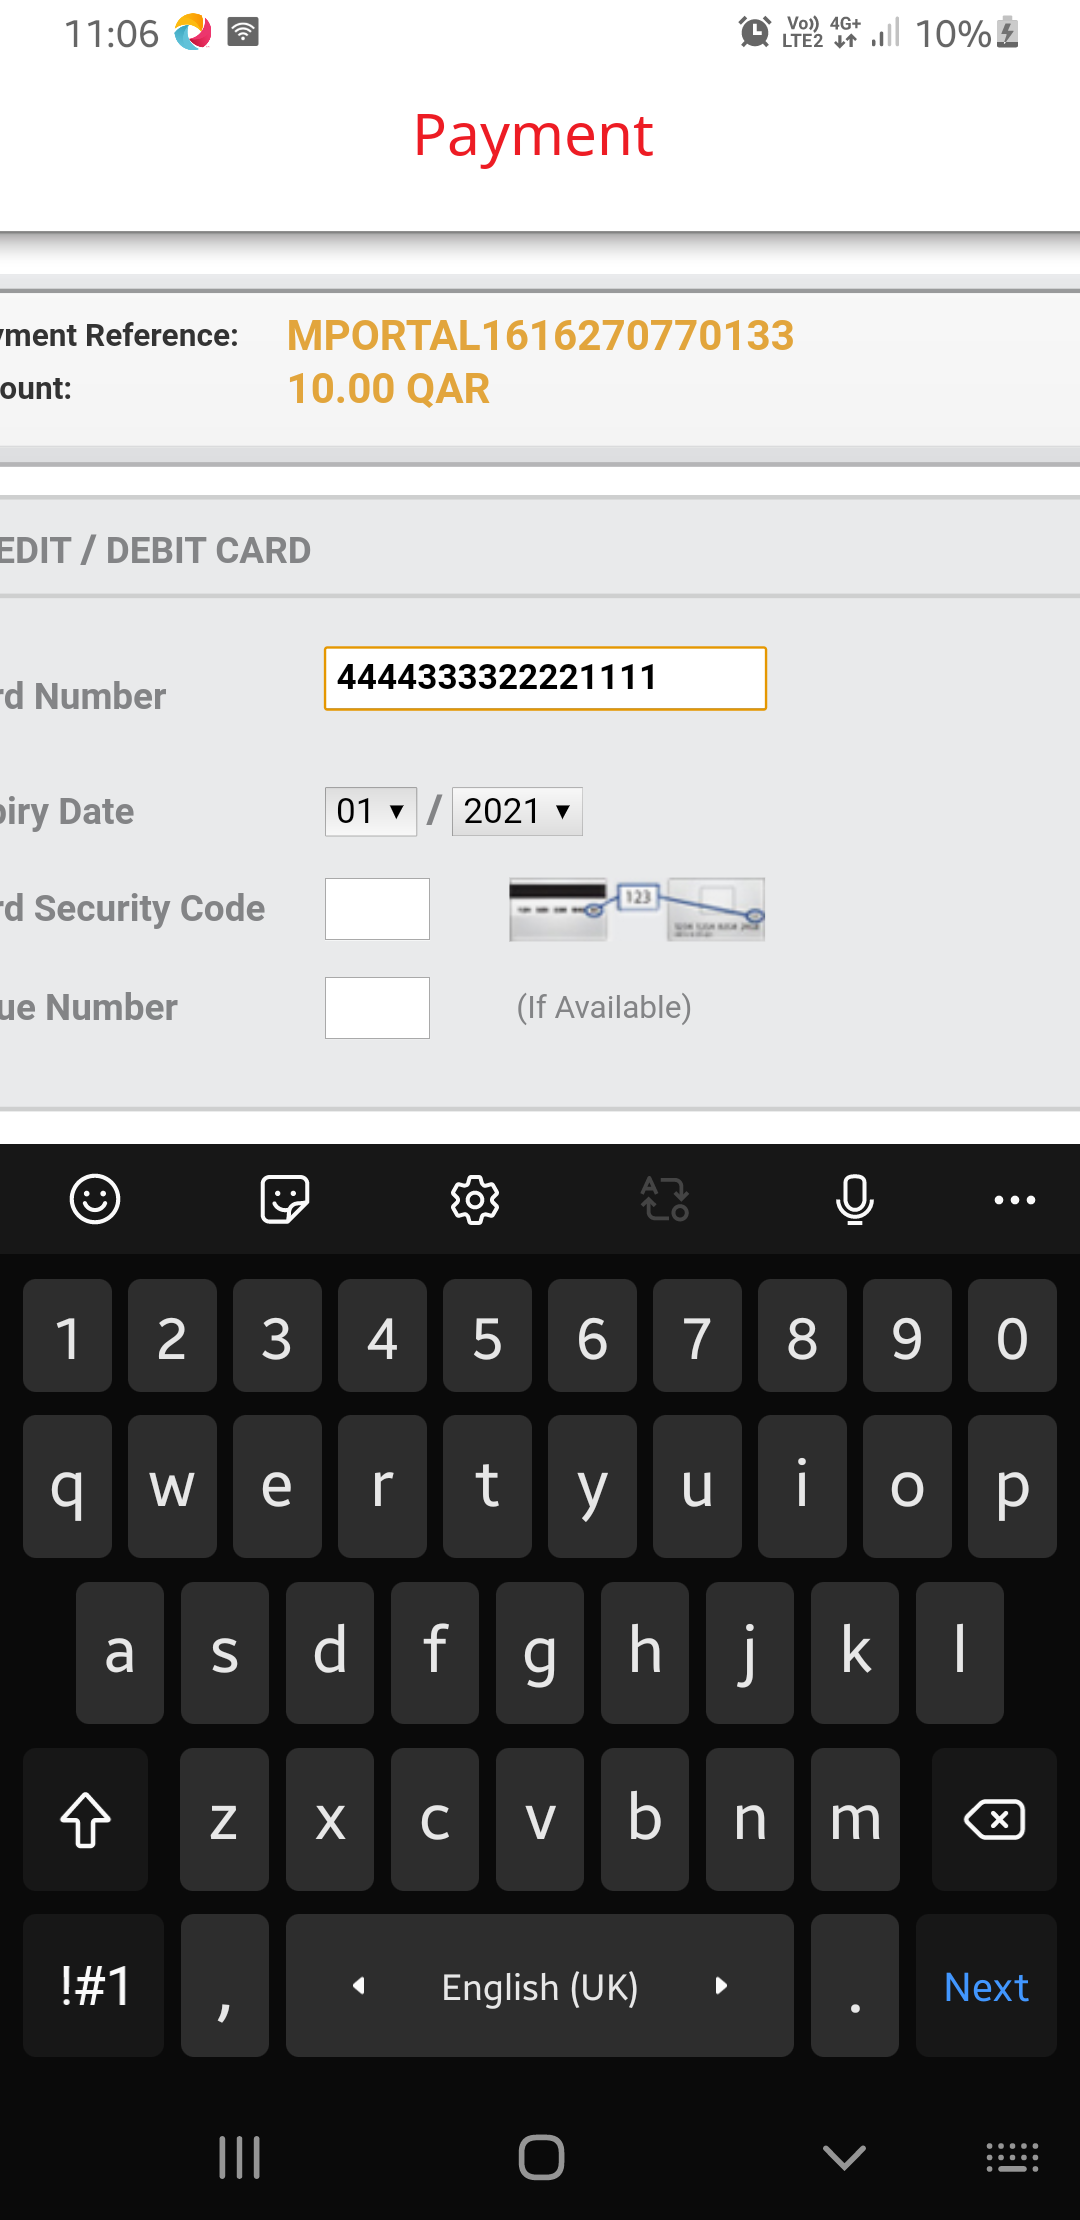 11:06 Vo)) LTE2 4G+ 10%
Payment
yment Reference: MPORTAL1616270770133
ount: 10.00 QAR
EDIT / DEBIT CARD
rd Number 4444333322221111
piry Date 01 / 2021
rd Security Code 123
ue Number (If Available)
1 2 3 4 5 6 7 8 9 0
q w e r t y u i o p
a s d f g h j k l
z x c v b n m
!#1 , English (UK) . Next